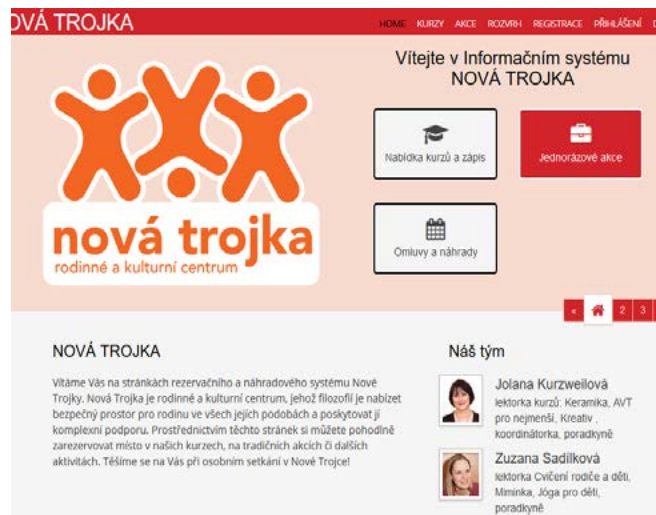 OVÁ TROJKA
HOME KURZY AKCE ROZVRH REGISTRACE PŘIHLÁŠENÍ
Vítejte v Informačním systému
NOVÁ TROJKA
Nabídka kurzů a zápis
Jednorázové akce
Omluvy a náhrady
nová trojka
rodinné a kulturní centrum
« 2 3
NOVÁ TROJKA
Vítáme Vás na stránkách rezervačního a náhradového systému Nové
Trojky. Nová Trojka je rodinné a kulturní centrum, jehož filozofií je nabízet
bezpečný prostor pro rodinu ve všech jejích podobách a poskytovat jí
komplexní podporu. Prostřednictvím těchto stránek si můžete pohodlně
zarezervovat místo v našich kurzech, na tradičních akcích či dalších
aktivitách. Těšíme se na Vás při osobním setkání v Nové Trojce!
Náš tým
Jolana Kurzweilová
lektorka kurzů: Keramika, AVT
pro nejmenší, Kreativ ,
koordinátorka, poradkyně
Zuzana Sadílková
lektorka Cvičení rodiče a děti,
Miminka, Jóga pro děti,
poradkyně